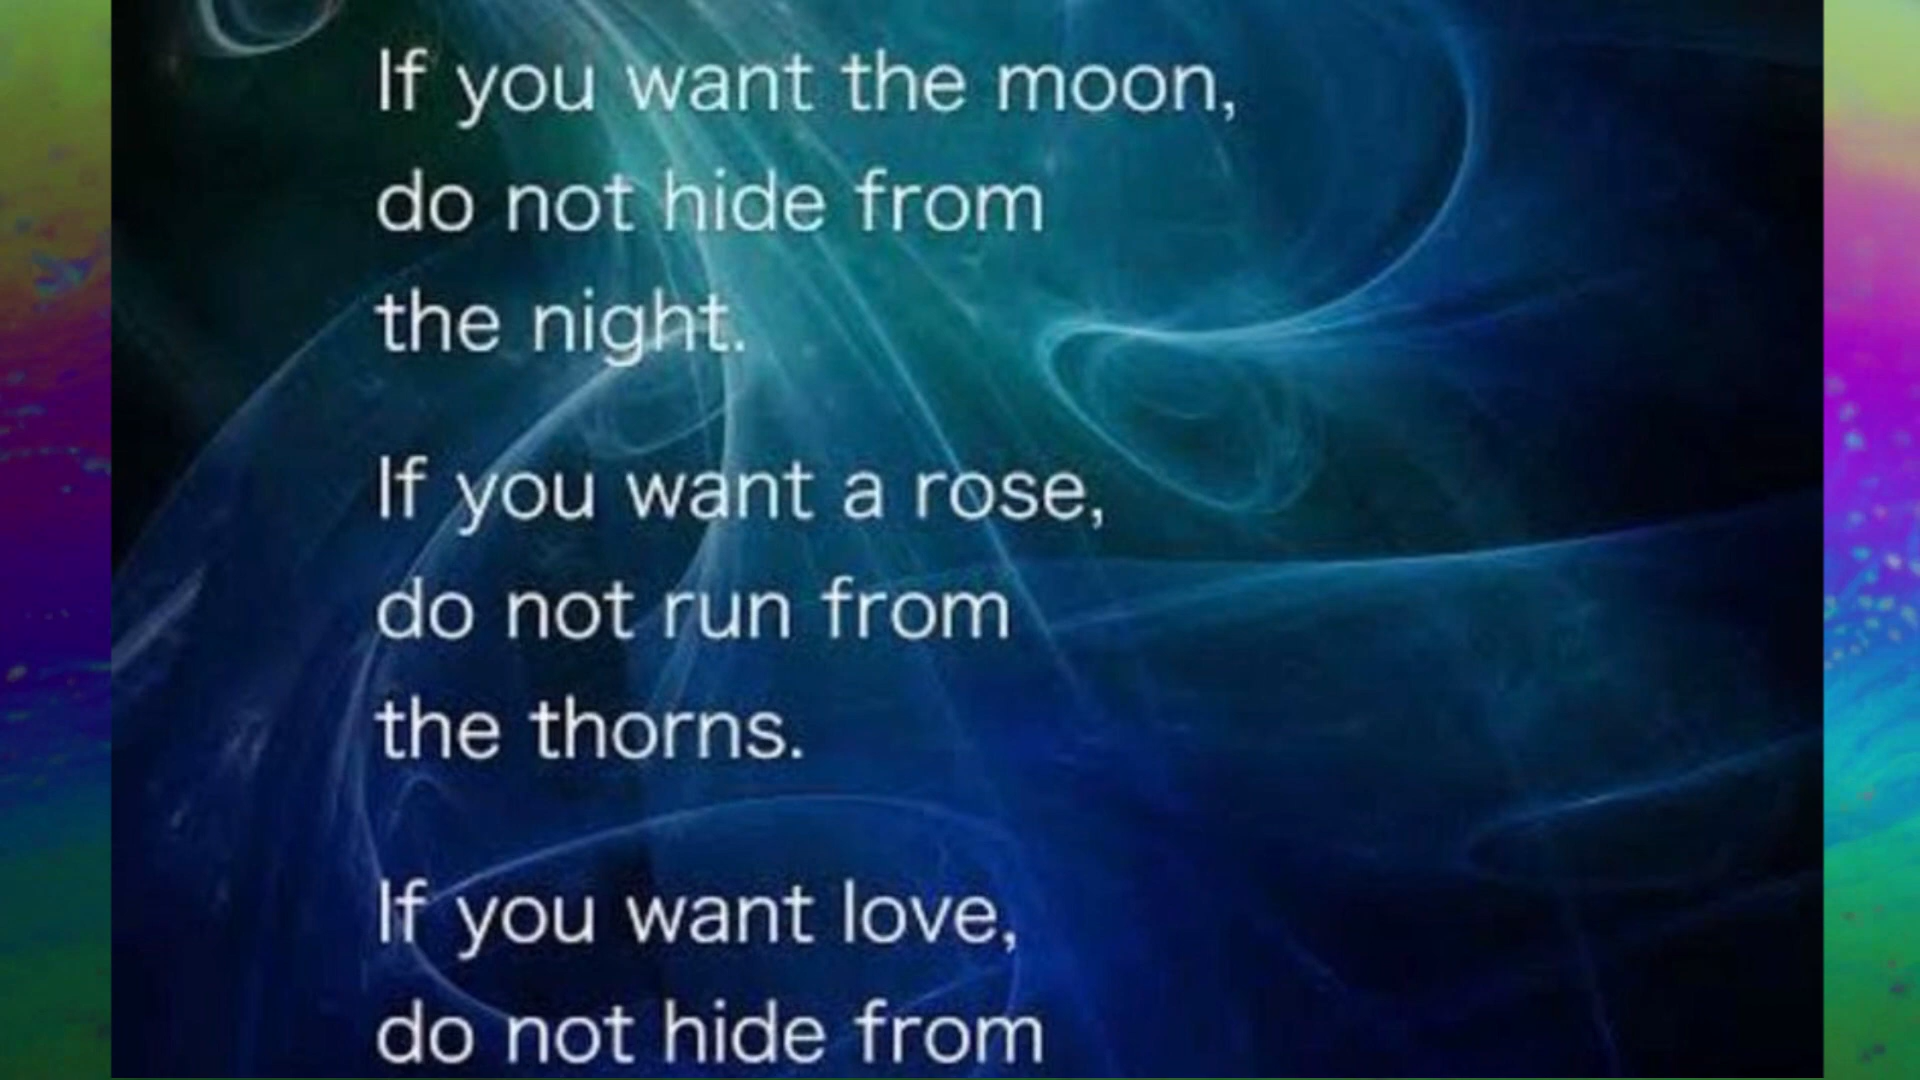 If you want the moon,
do not hide from
the night.
If you want a rose,
do not run from
the thorns.
If you want love,
do not hide from